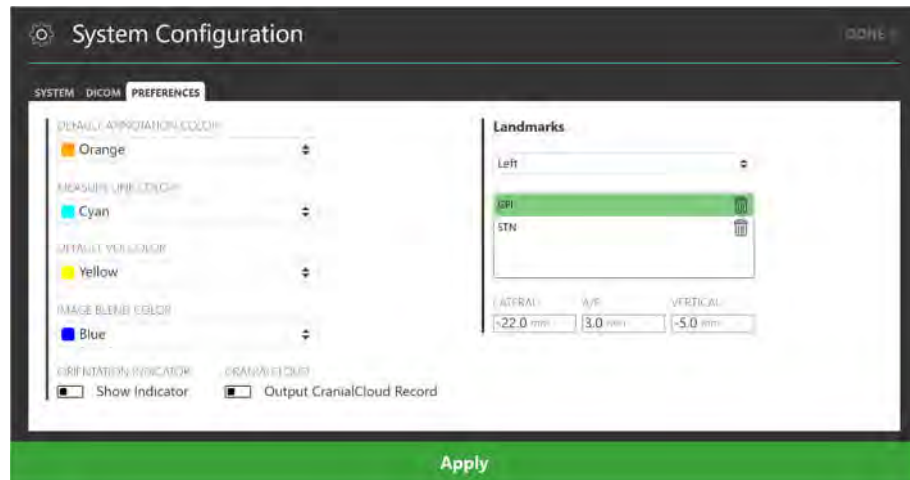 System Configuration
DONE
SYSTEM DICOM PREFERENCES
DEFAULT ANNOTATION COLOR
Orange
MEASURE LINE COLOR
Cyan
DEFAULT VOI COLOR
Yellow
IMAGE BLEND COLOR
Blue
ORIENTATION INDICATOR CRANIALCLOUD
Show Indicator Output CranialCloud Record
Landmarks
Left
GPI
STN
LATERAL A/P VERTICAL
-22.0 mm 3.0 mm -5.0 mm
Apply